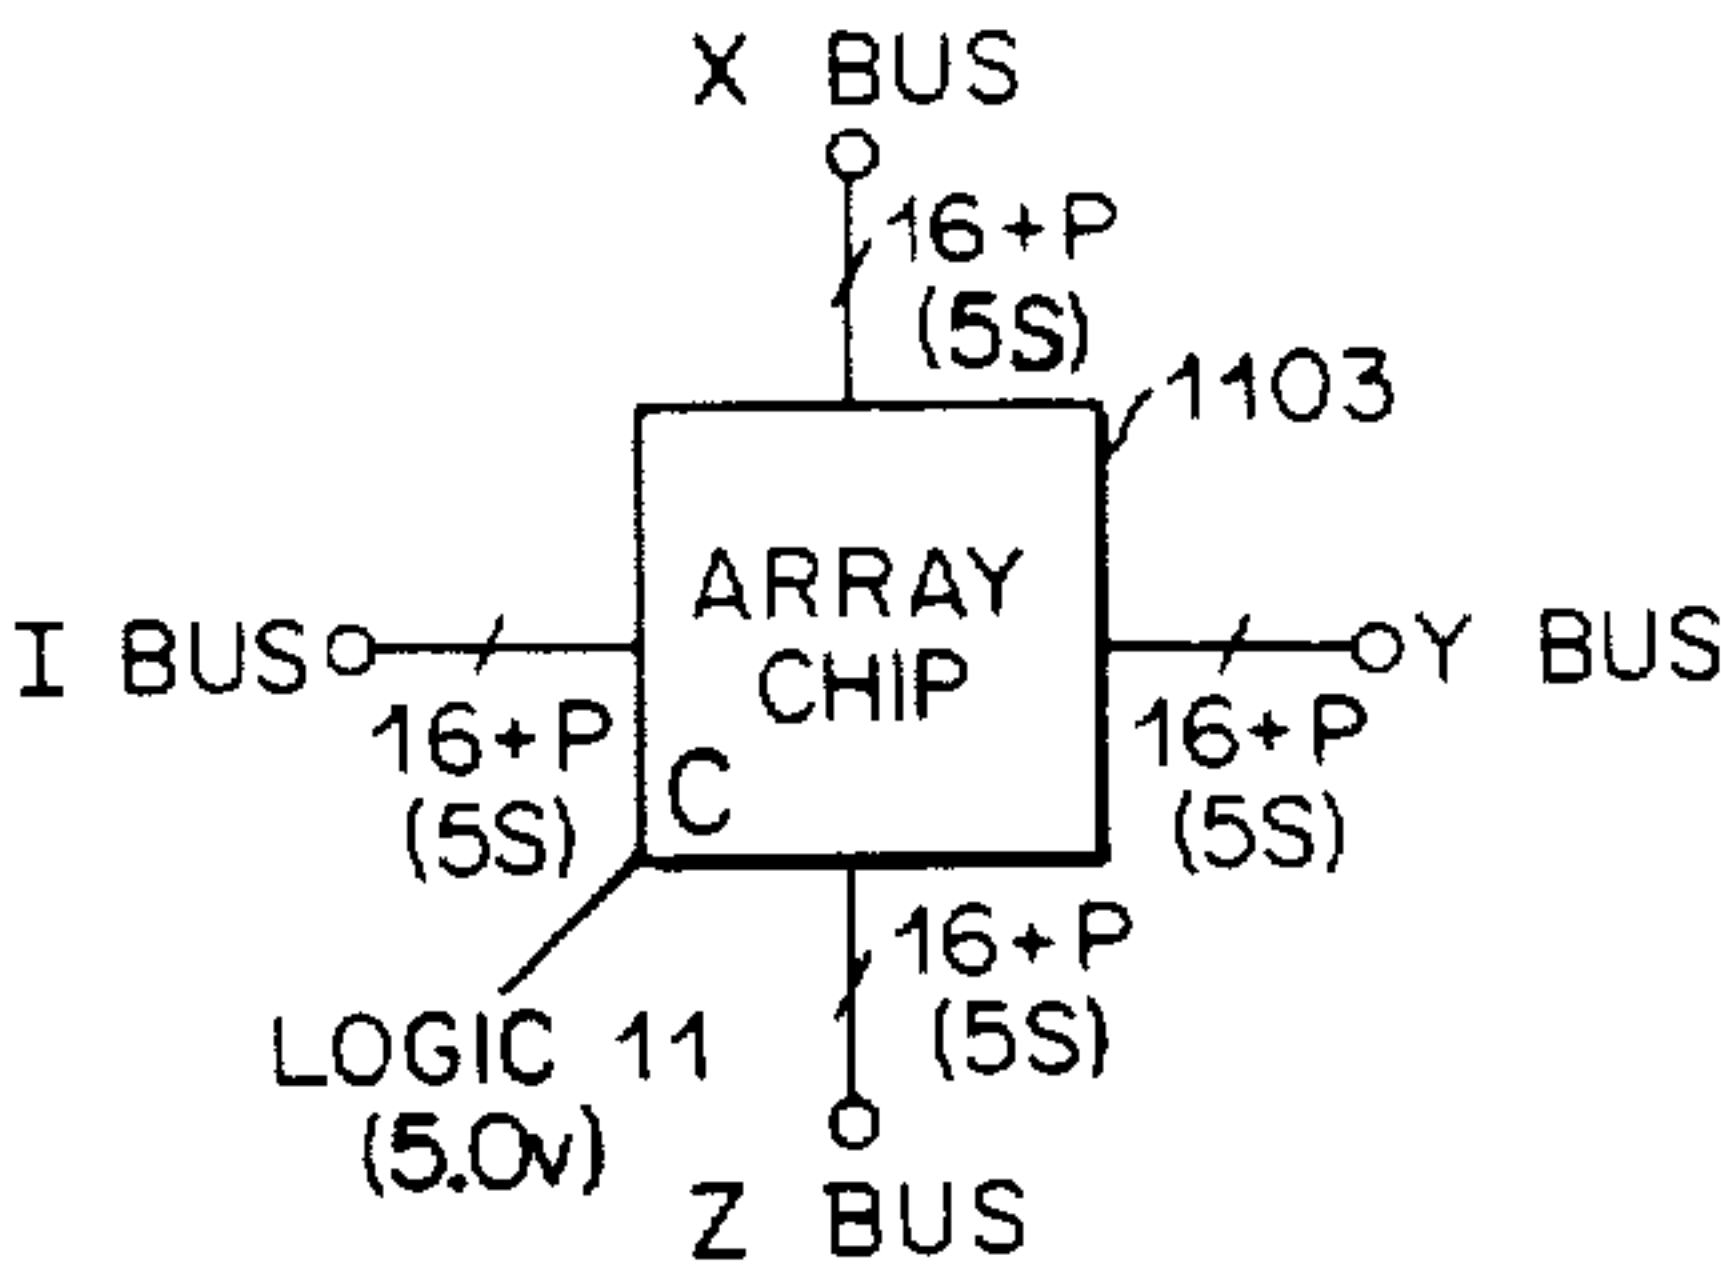 X BUS
16+P
(5S)
1103
ARRAY
CHIP
I BUS
Y BUS
16+P
(5S)
C
16+P
(5S)
16+P
(5S)
LOGIC 11
(5.0v)
Z BUS